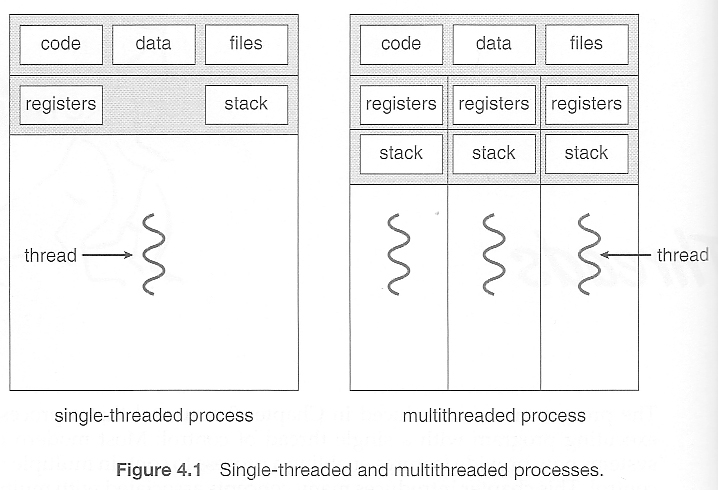 code data files code data files
registers stack registers registers registers
stack stack stack
thread thread
single-threaded process multithreaded process
Figure 4.1 Single-threaded and multithreaded processes.